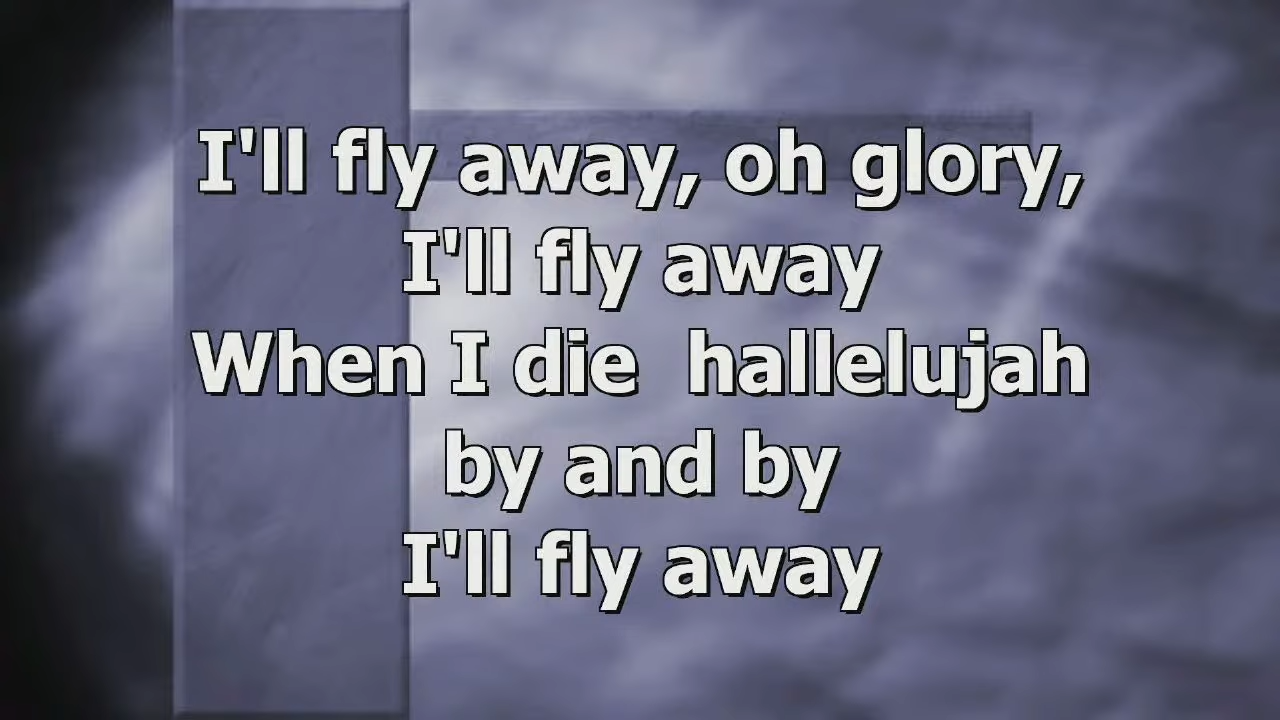 I'll fly away, oh glory,
I'll fly away
When I die  hallelujah
by and by
I'll fly away